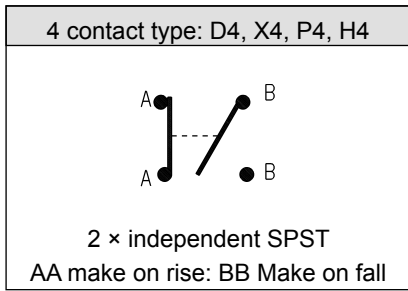 4 contact type: D4, X4, P4, H4
A B
A B
2 × independent SPST
AA make on rise: BB Make on fall